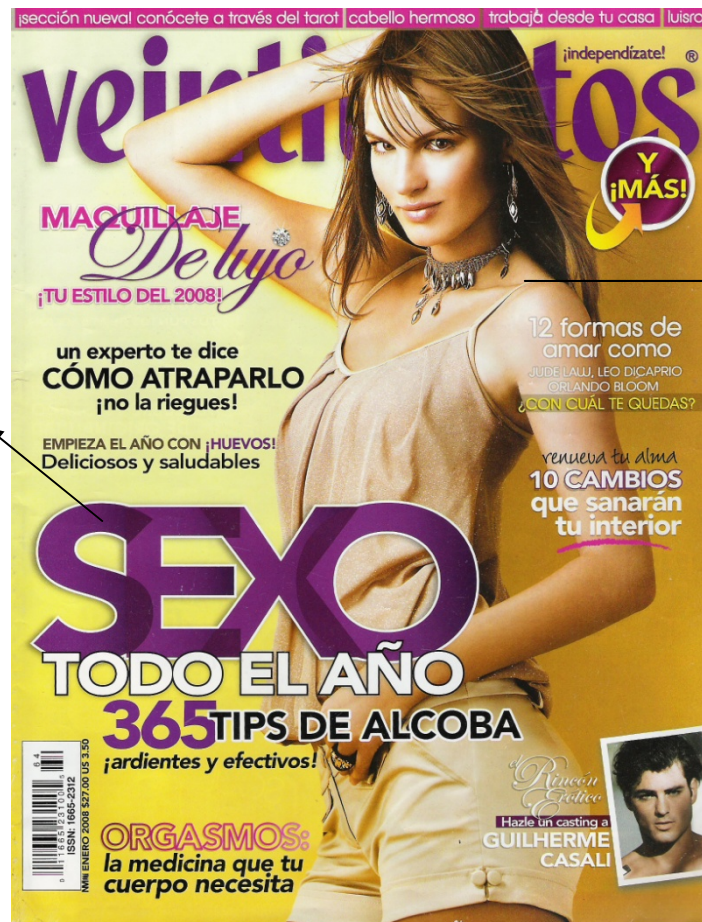 ¡sección nueva! conócete a través del tarot cabello hermoso trabaja desde tu casa luisro
¡independízate!
®
Y
¡MÁS!
MAQUILLAJE
De lujo
¡TU ESTILO DEL 2008!
12 formas de
amar como
JUDE LAW, LEO DICAPRIO
ORLANDO BLOOM
¿CON CUÁL TE QUEDAS?
un experto te dice
CÓMO ATRAPARLO
¡no la riegues!
EMPIEZA EL AÑO CON ¡HUEVOS!
Deliciosos y saludables
renueva tu alma
10 CAMBIOS
que sanarán
tu interior
SEXO
TODO EL AÑO
365 TIPS DE ALCOBA
¡ardientes y efectivos!
el
Rincón
Erótico
Hazle un casting a
GUILHERME
CASALI
ORGASMOS:
la medicina que tu
cuerpo necesita
64
ISSN: 1665-2312
ENERO 2008 $27.00 US 3.50